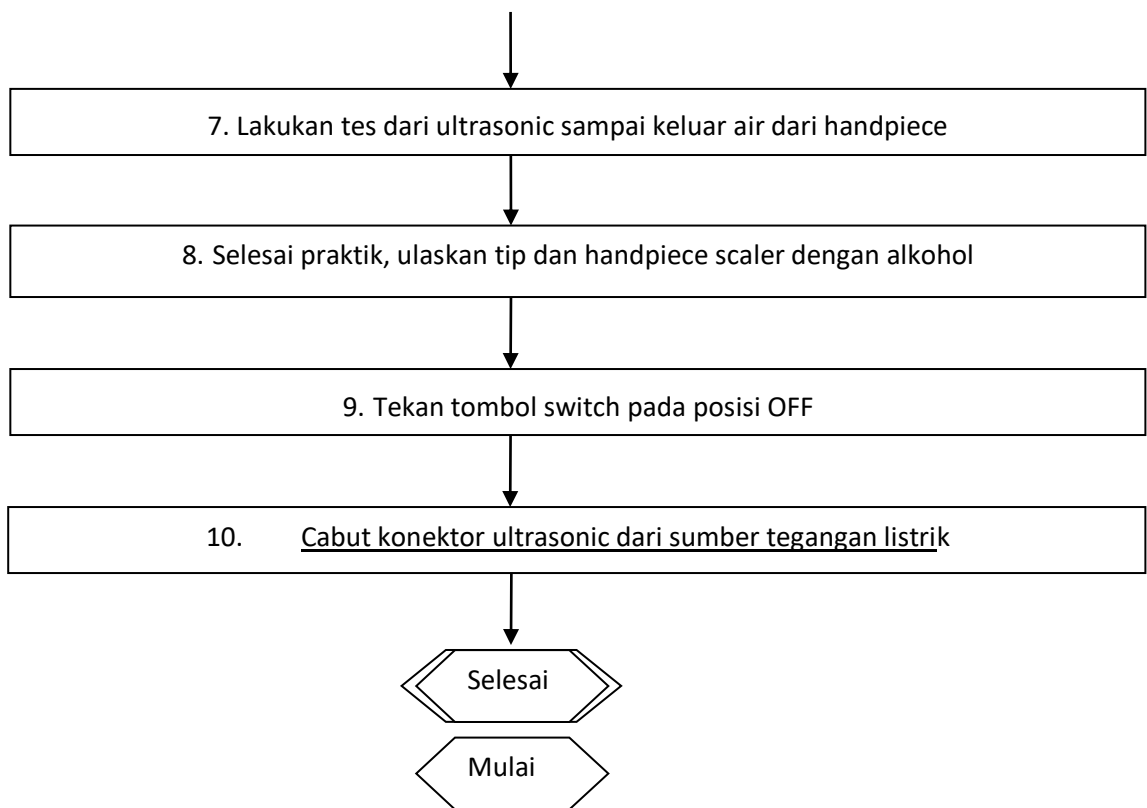 7. Lakukan tes dari ultrasonic sampai keluar air dari handpiece
8. Selesai praktik, ulaskan tip dan handpiece scaler dengan alkohol
9. Tekan tombol switch pada posisi OFF
10. Cabut konektor ultrasonic dari sumber tegangan listrik
Selesai
Mulai